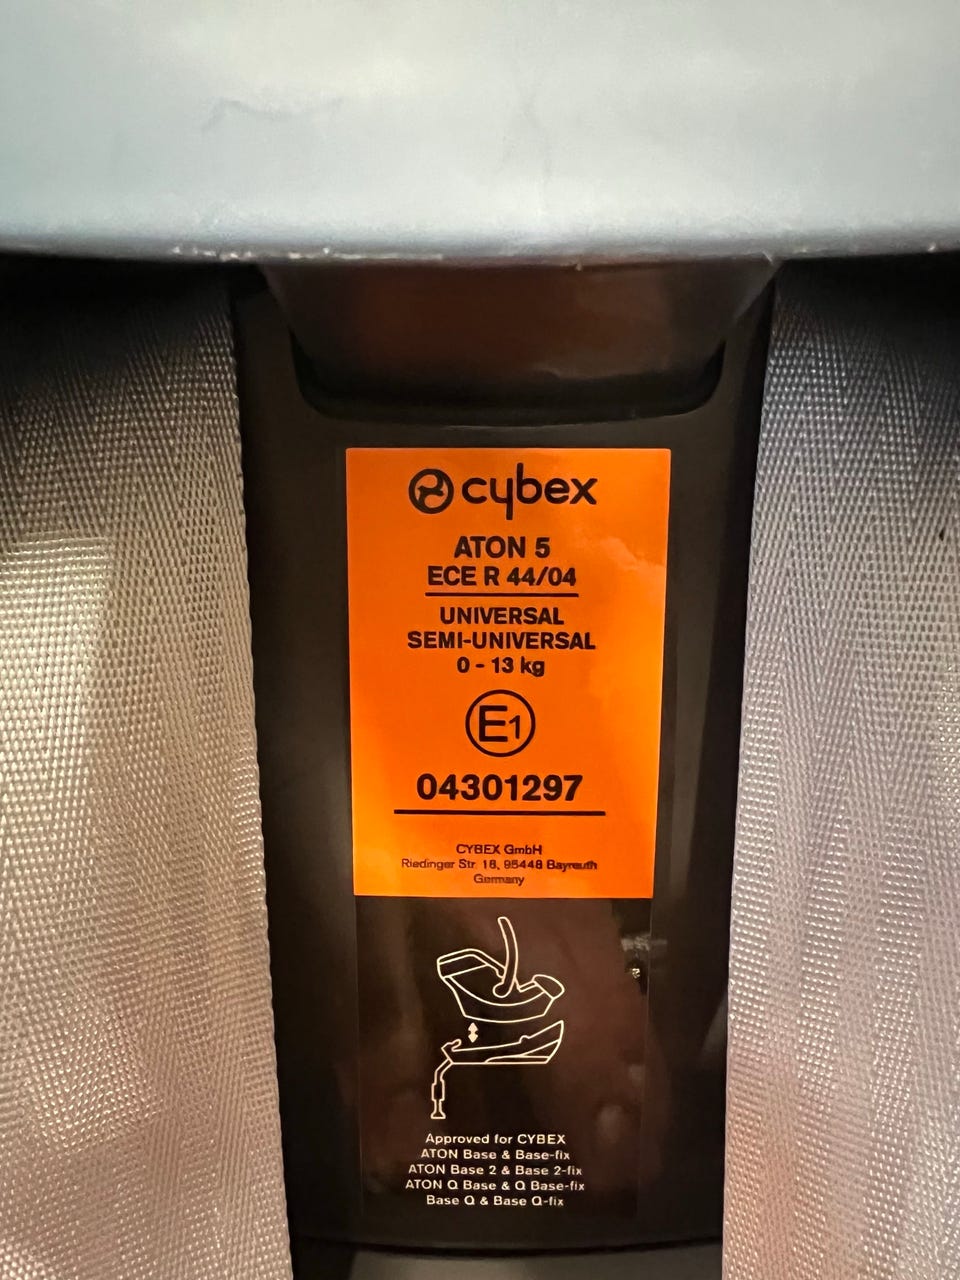 cybex
ATON 5
ECE R 44/04
UNIVERSAL
SEMI-UNIVERSAL
0 - 13 kg
E1
04301297
CYBEX GmbH
Riedinger Str. 18, 95448 Bayreuth
Germany
Approved for CYBEX
ATON Base & Base-fix
ATON Base 2 & Base 2-fix
ATON Q Base & Q Base-fix
Base Q & Base Q-fix